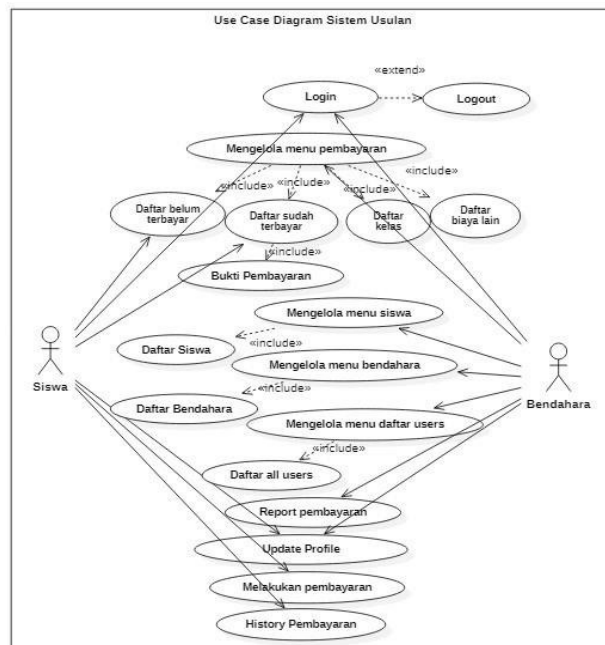 Use Case Diagram Sistem Usulan
«extend»
Login
Logout
Mengelola menu pembayaran
«include»
«include»
«include»
«include»
Daftar belum
terbayar
Daftar sudah
terbayar
Daftar
kelas
Daftar
biaya lain
«include»
Bukti Pembayaran
Mengelola menu siswa
«include»
Daftar Siswa
Mengelola menu bendahara
Siswa
Bendahara
«include»
Daftar Bendahara
Mengelola menu daftar users
«include»
Daftar all users
Report pembayaran
Update Profile
Melakukan pembayaran
History Pembayaran